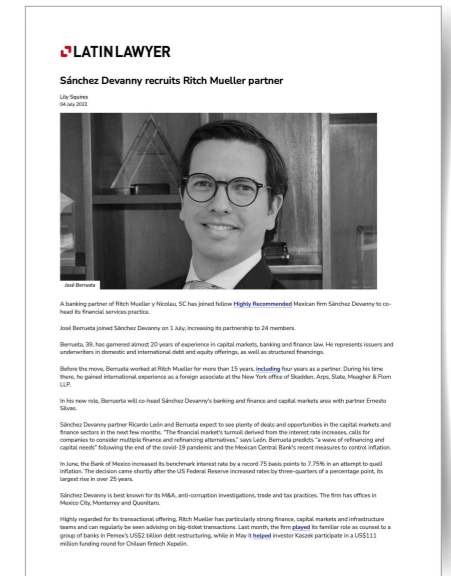 LATINLAWYER
Sánchez Devanny recruits Ritch Mueller partner
Lily Squires
04 July 2022
José Berrueta
A banking partner of Ritch Mueller y Nicolau, SC has joined fellow Highly Recommended Mexican firm Sánchez Devanny to co-
head its financial services practice.
José Berrueta joined Sánchez Devanny on 1 July, increasing its partnership to 24 members.
Berrueta, 39, has garnered almost 20 years of experience in capital markets, banking and finance law. He represents issuers and
underwriters in domestic and international debt and equity offerings, as well as structured financings.
Before the move, Berrueta worked at Ritch Mueller for more than 15 years, including four years as a partner. During his time
there, he gained international experience as a foreign associate at the New York office of Skadden, Arps, Slate, Meagher & Flom
LLP.
In his new role, Berruerta will co-head Sánchez Devanny's banking and finance and capital markets area with partner Ernesto
Silvas.
Sánchez Devanny partner Ricardo León and Berrueta expect to see plenty of deals and opportunities in the capital markets and
finance sectors in the next few months. "The financial market's turmoil derived from the interest rate increases, calls for
companies to consider multiple finance and refinancing alternatives," says León. Berrueta predicts "a wave of refinancing and
capital needs" following the end of the covid-19 pandemic and the Mexican Central Bank's recent measures to control inflation.
In June, the Bank of Mexico increased its benchmark interest rate by a record 75 basis points to 7.75% in an attempt to quell
inflation. The decision came shortly after the US Federal Reserve increased rates by three-quarters of a percentage point, its
largest rise in over 25 years.
Sánchez Devanny is best known for its M&A, anti-corruption investigations, trade and tax practices. The firm has offices in
Mexico City, Monterrey and Querétaro.
Highly regarded for its transactional offering, Ritch Mueller has particularly strong finance, capital markets and infrastructure
teams and can regularly be seen advising on big-ticket transactions. Last month, the firm played its familiar role as counsel to a
group of banks in Pemex's US$2 billion debt restructuring, while in May it helped investor Kaszek participate in a US$111
million funding round for Chilean fintech Xepelin.